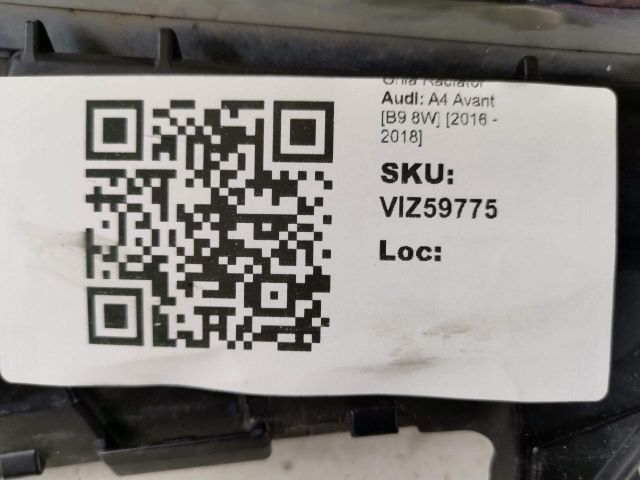 Grila Radiator
Audi: A4 Avant
[B9 8W] [2016 -
2018]
SKU:
VIZ59775
Loc: